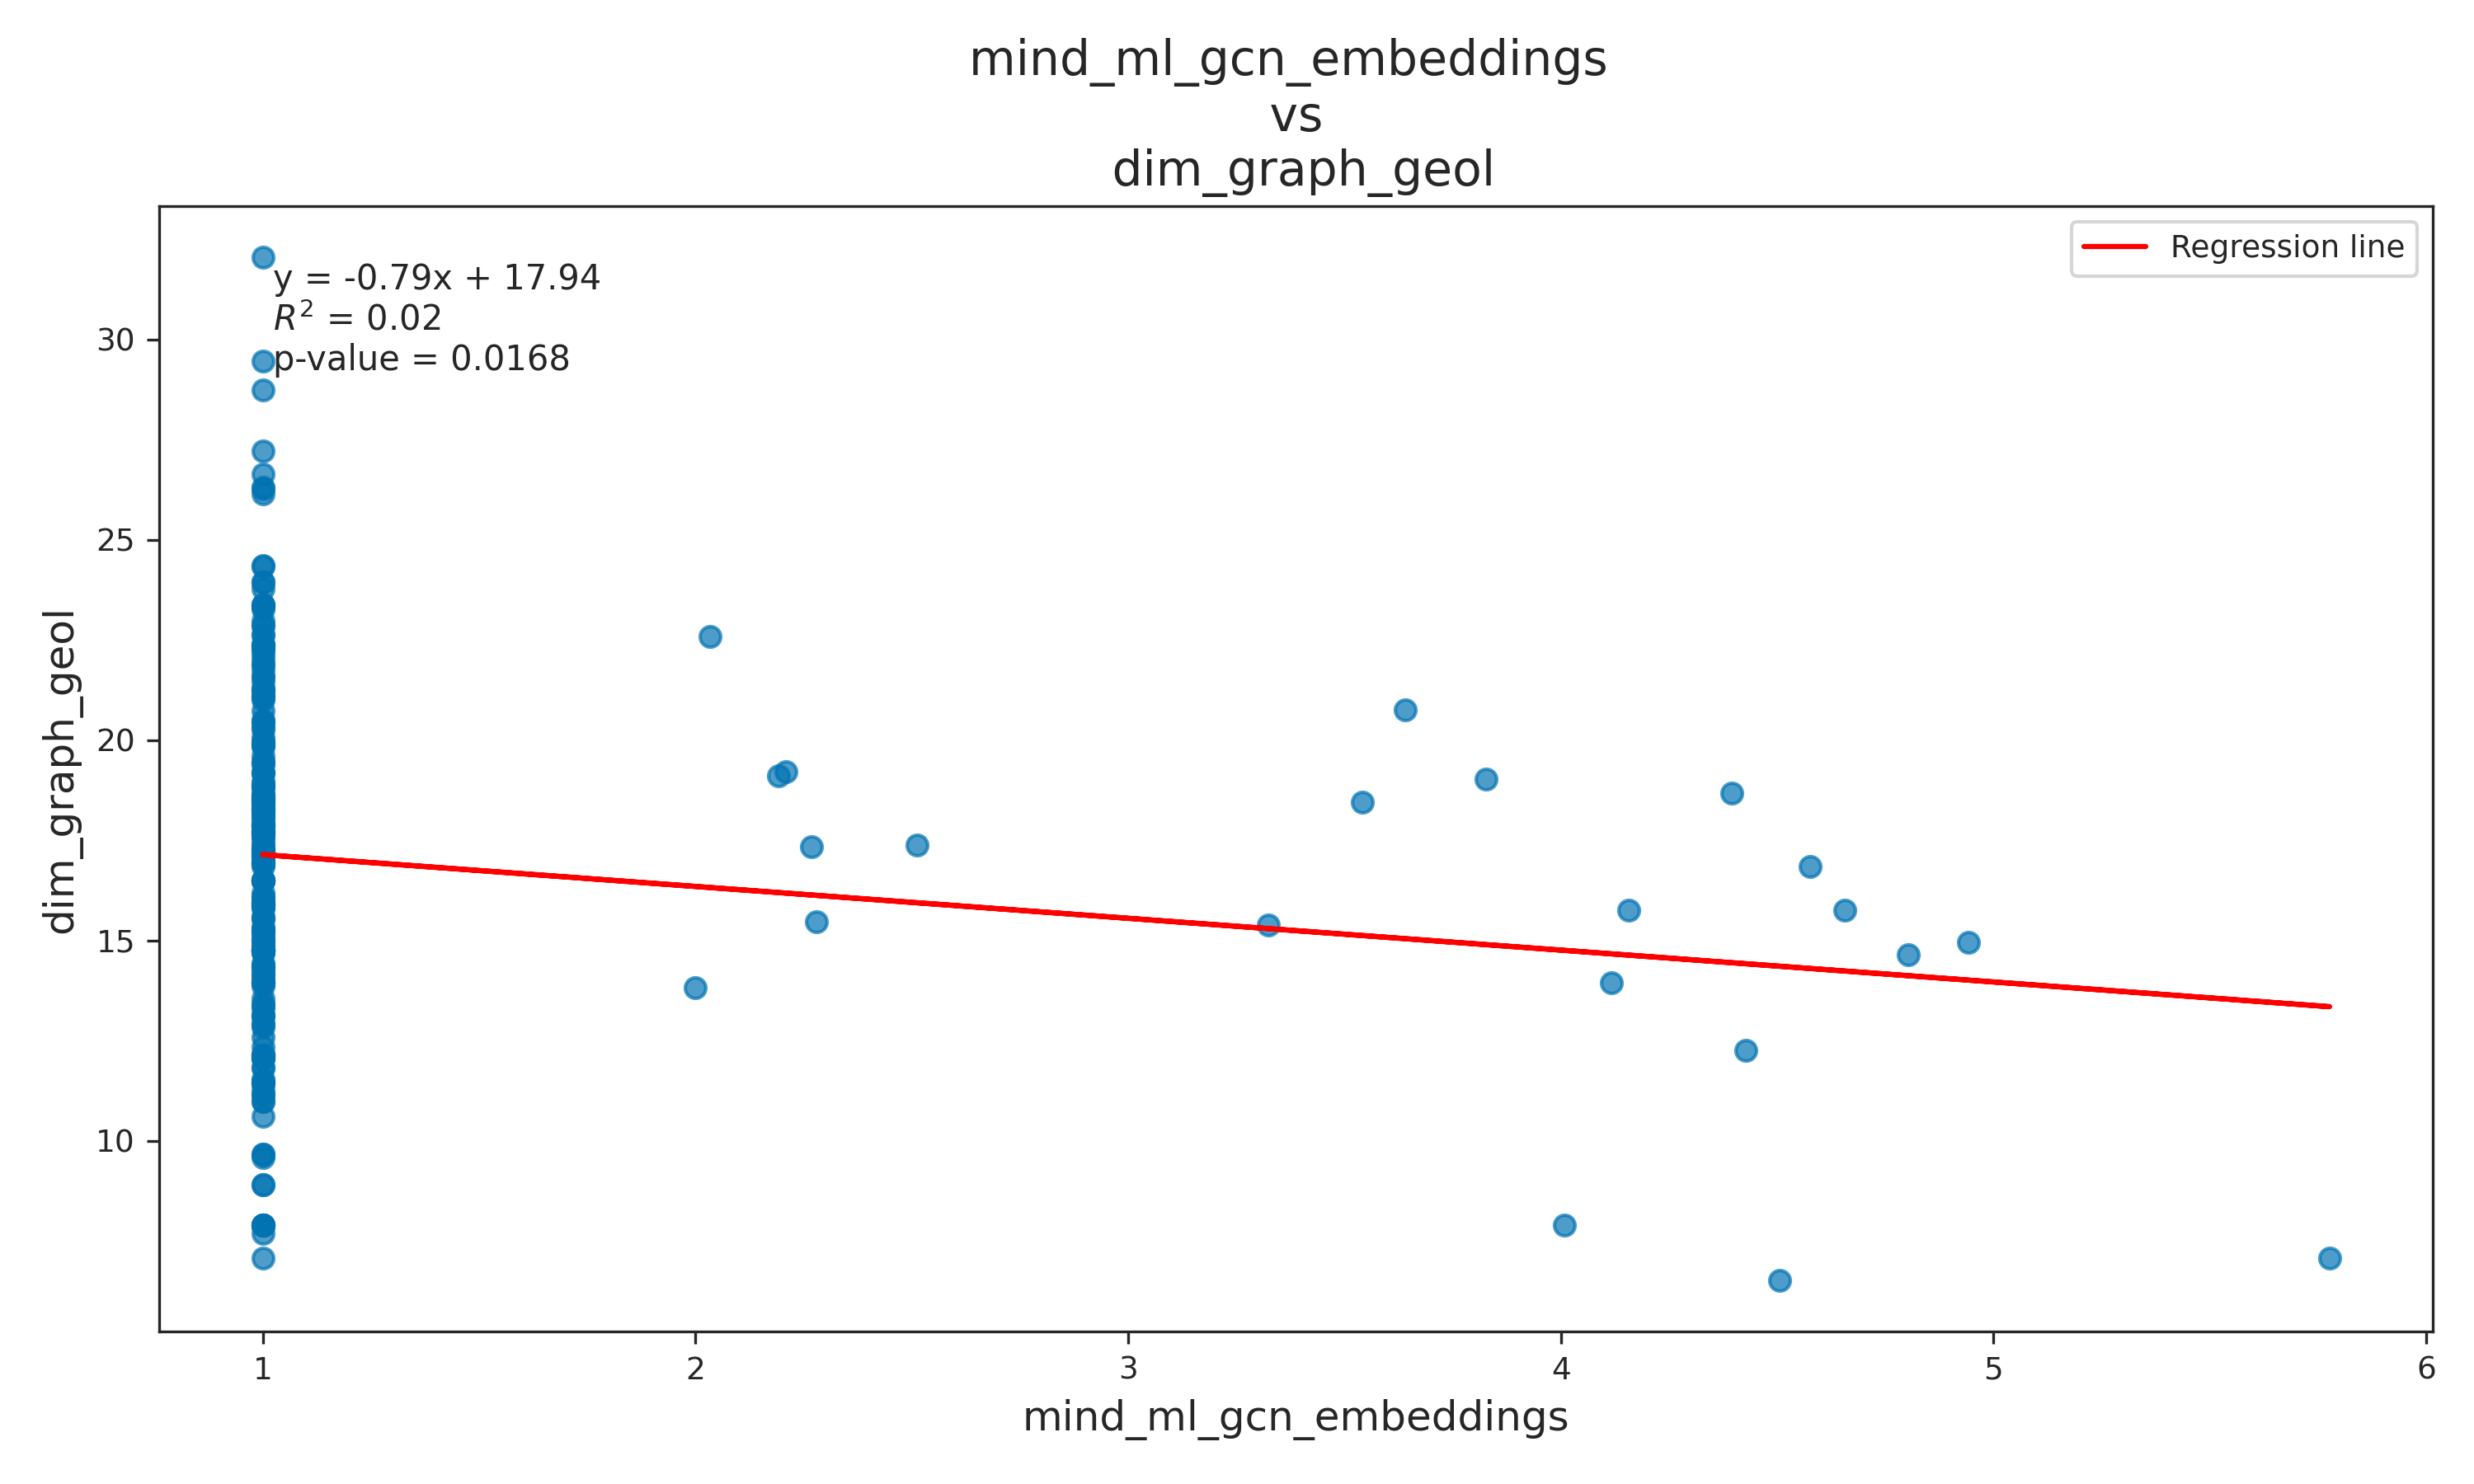 mind_ml_gcn_embeddings
vs
dim_graph_geol
Regression line
y = -0.79x + 17.94
R² = 0.02
p-value = 0.0168
30
25
20
15
10
dim_graph_geol
1 2 3 4 5 6
mind_ml_gcn_embeddings